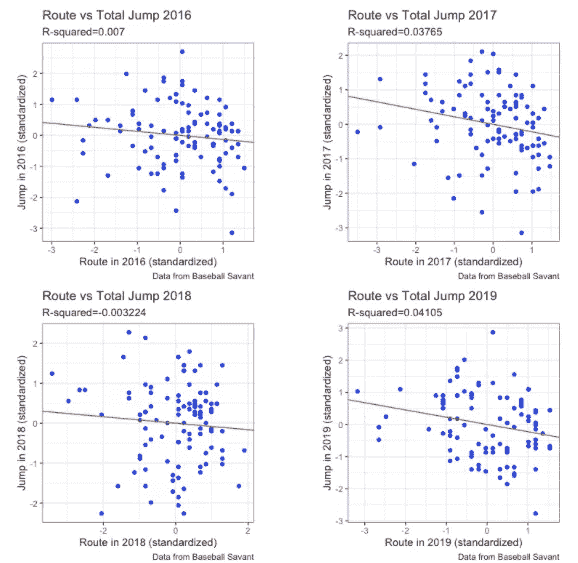 Route vs Total Jump 2016
R-squared=0.007
Jump in 2016 (standardized)
2
1
0
-1
-2
-3
-3 -2 -1 0 1
Route in 2016 (standardized)
Data from Baseball Savant
Route vs Total Jump 2017
R-squared=0.03765
Jump in 2017 (standardized)
2
1
0
-1
-2
-3
-3 -2 -1 0 1
Route in 2017 (standardized)
Data from Baseball Savant
Route vs Total Jump 2018
R-squared=-0.003224
Jump in 2018 (standardized)
2
1
0
-1
-2
-2 0 2
Route in 2018 (standardized)
Data from Baseball Savant
Route vs Total Jump 2019
R-squared=0.04105
Jump in 2019 (standardized)
3
2
1
0
-1
-2
-3
-3 -2 -1 0 1
Route in 2019 (standardized)
Data from Baseball Savant